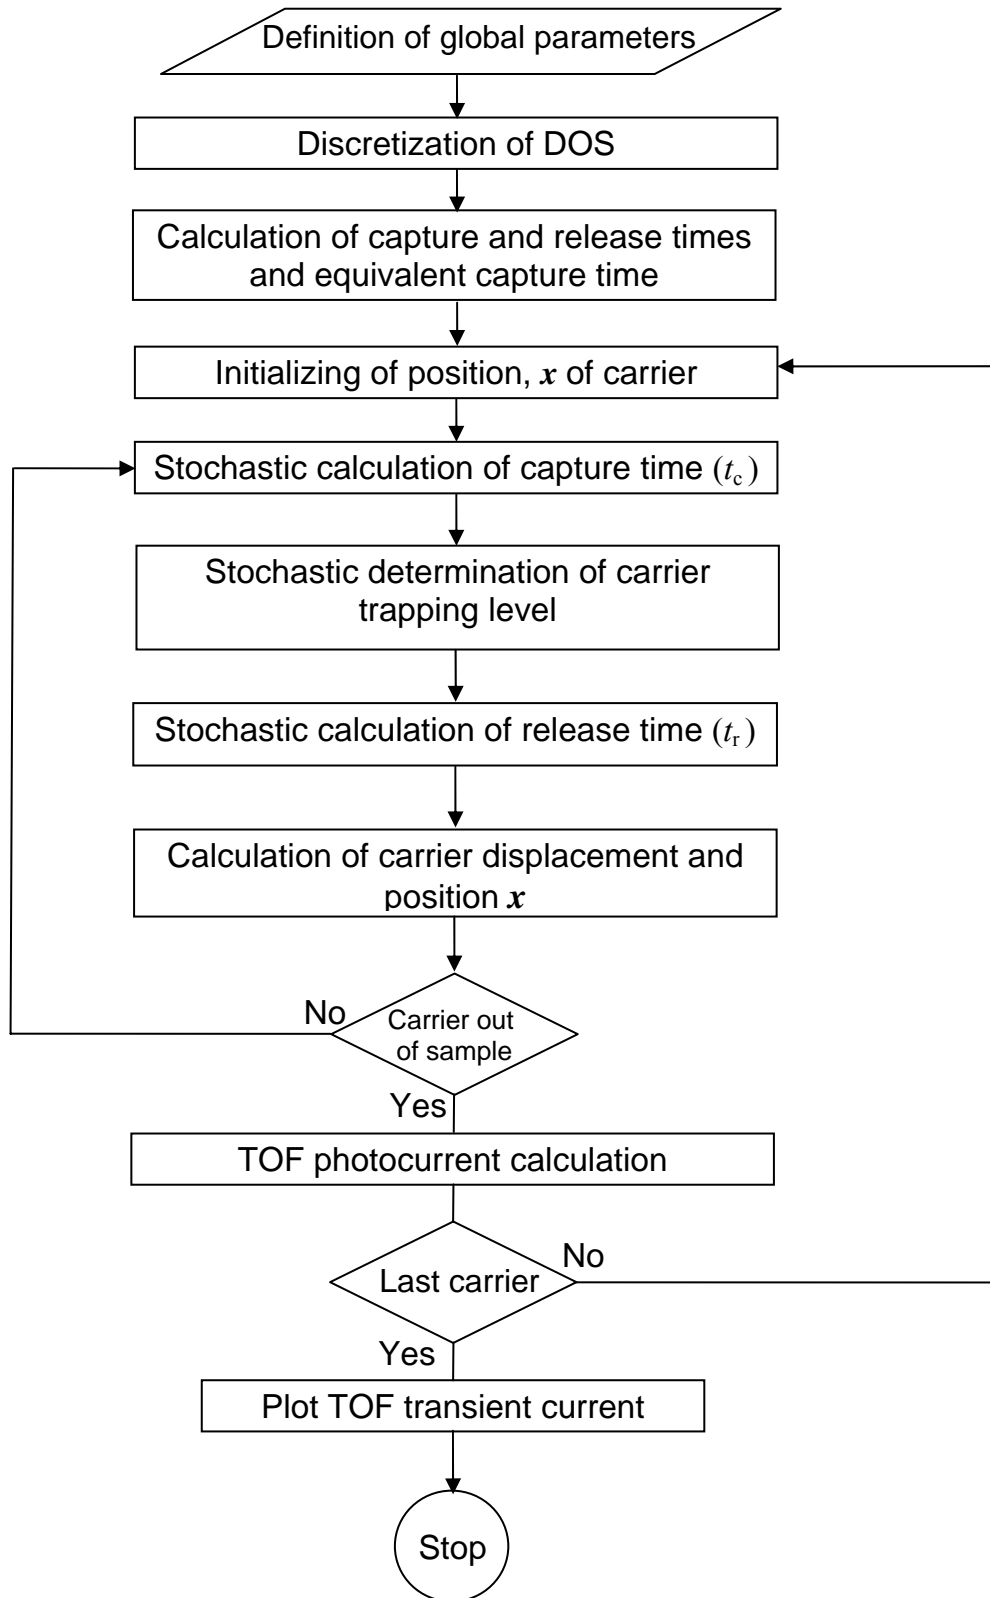 Definition of global parameters
Discretization of DOS
Calculation of capture and release times
and equivalent capture time
Initializing of position, x of carrier
Stochastic calculation of capture time (tc)
Stochastic determination of carrier
trapping level
Stochastic calculation of release time (tr)
Calculation of carrier displacement and
position x
No
Carrier out
of sample
Yes
TOF photocurrent calculation
No
Last carrier
Yes
Plot TOF transient current
Stop